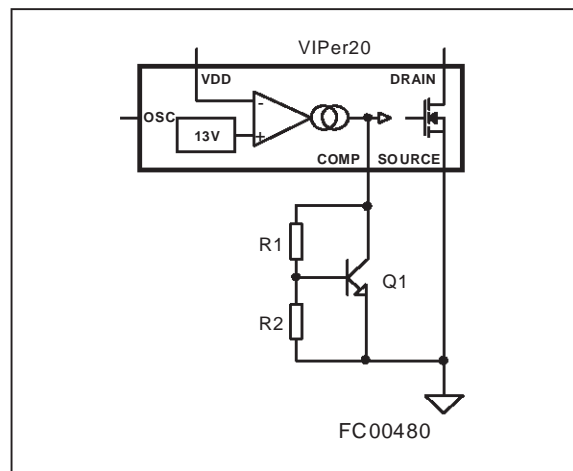 VIPer20
VDD
DRAIN
OSC
-
13V
+
COMP SOURCE
R1
Q1
R2
FC00480